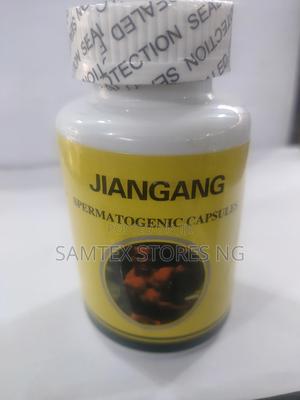 SEALED F
PROTECTION SEAL
JIANGANG
SPERMATOGENIC CAPSULES
SAMTEX STORES NG